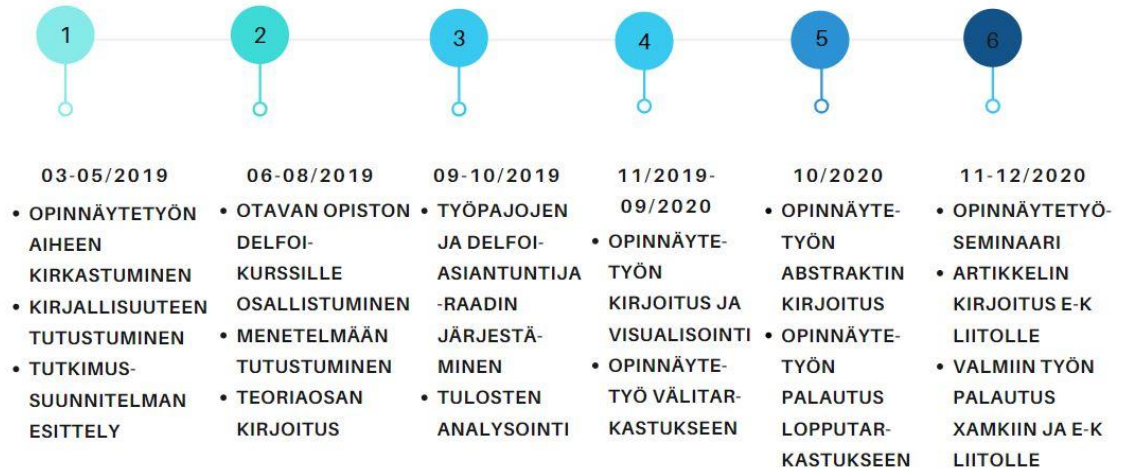 1
2
3
4
5
6
03-05/2019
• OPINNÄYTETYÖN
AIHEEN
KIRKASTUMINEN
• KIRJALLISUUTEEN
TUTUSTUMINEN
• TUTKIMUS-
SUUNNITELMAN
ESITTELY
06-08/2019
• OTAVAN OPISTON
DELFOI-
KURSSILLE
OSALLISTUMINEN
• MENETELMÄÄN
TUTUSTUMINEN
• TEORIAOSAN
KIRJOITUS
09-10/2019
• TYÖPAJOJEN
JA DELFOI-
ASIANTUNTIJA
-RAADIN
JÄRJESTÄ-
MINEN
• TULOSTEN
ANALYSOINTI
11/2019-
09/2020
• OPINNÄYTE-
TYÖN
KIRJOITUS JA
VISUALISOINTI
• OPINNÄYTE-
TYÖ VÄLITAR-
KASTUKSEEN
10/2020
• OPINNÄYTE-
TYÖN
ABSTRAKTIN
KIRJOITUS
• OPINNÄYTE-
TYÖN
PALAUTUS
LOPPUTAR-
KASTUKSEEN
11-12/2020
• OPINNÄYTETYÖ-
SEMINAARI
• ARTIKKELIN
KIRJOITUS E-K
LIITOLLE
• VALMIIN TYÖN
PALAUTUS
XAMKIIN JA E-K
LIITOLLE